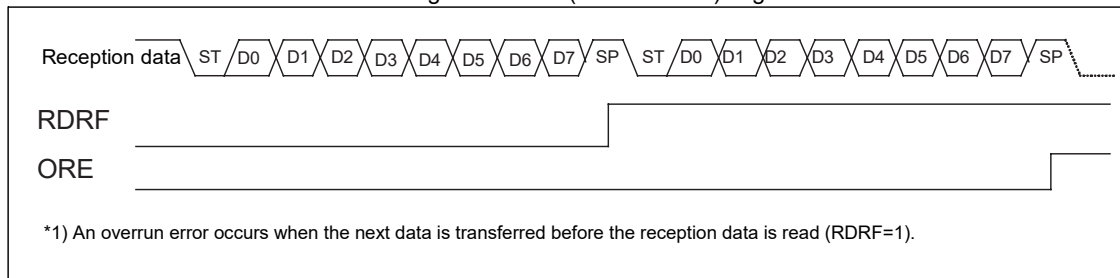 Reception data ST D0 D1 D2 D3 D4 D5 D6 D7 SP ST D0 D1 D2 D3 D4 D5 D6 D7 SP
RDRF
ORE
*1) An overrun error occurs when the next data is transferred before the reception data is read (RDRF=1).